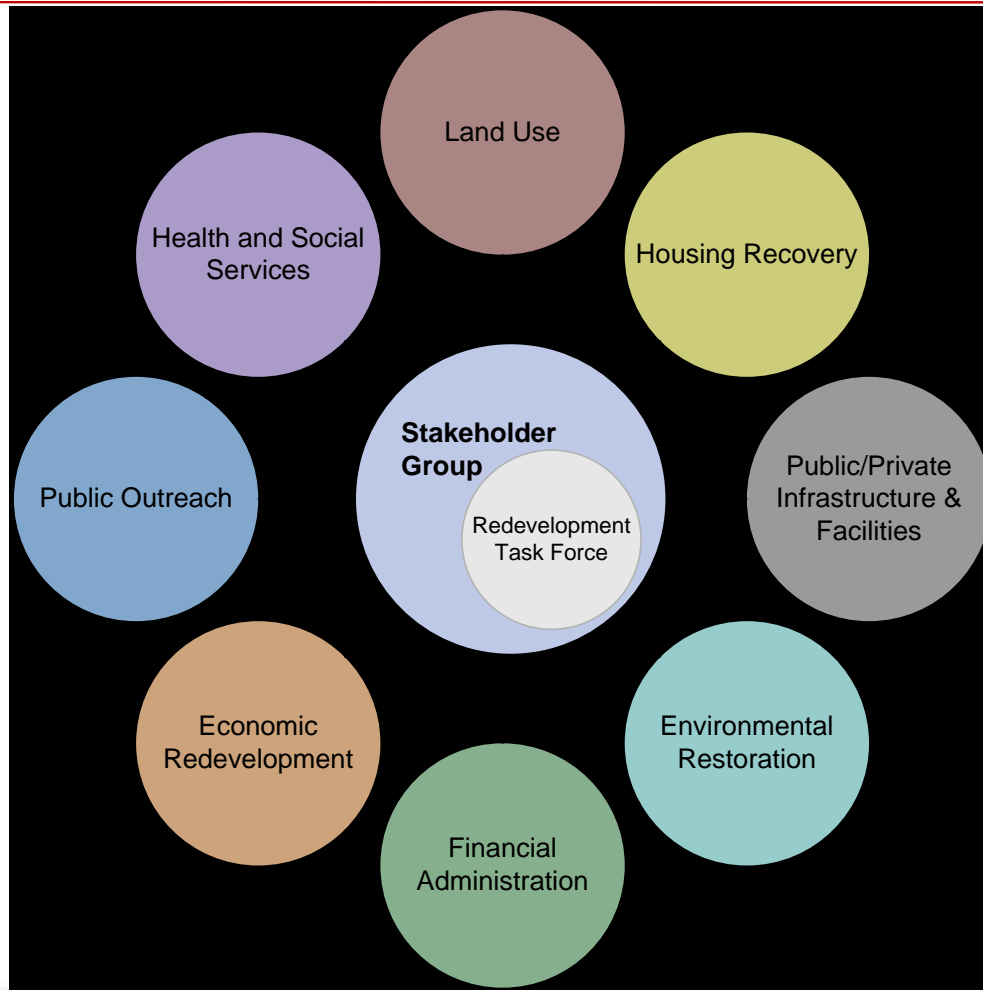 Land Use
Health and Social
Services
Housing Recovery
Stakeholder
Group
Public/Private
Infrastructure &
Facilities
Public Outreach
Redevelopment
Task Force
Economic
Redevelopment
Environmental
Restoration
Financial
Administration